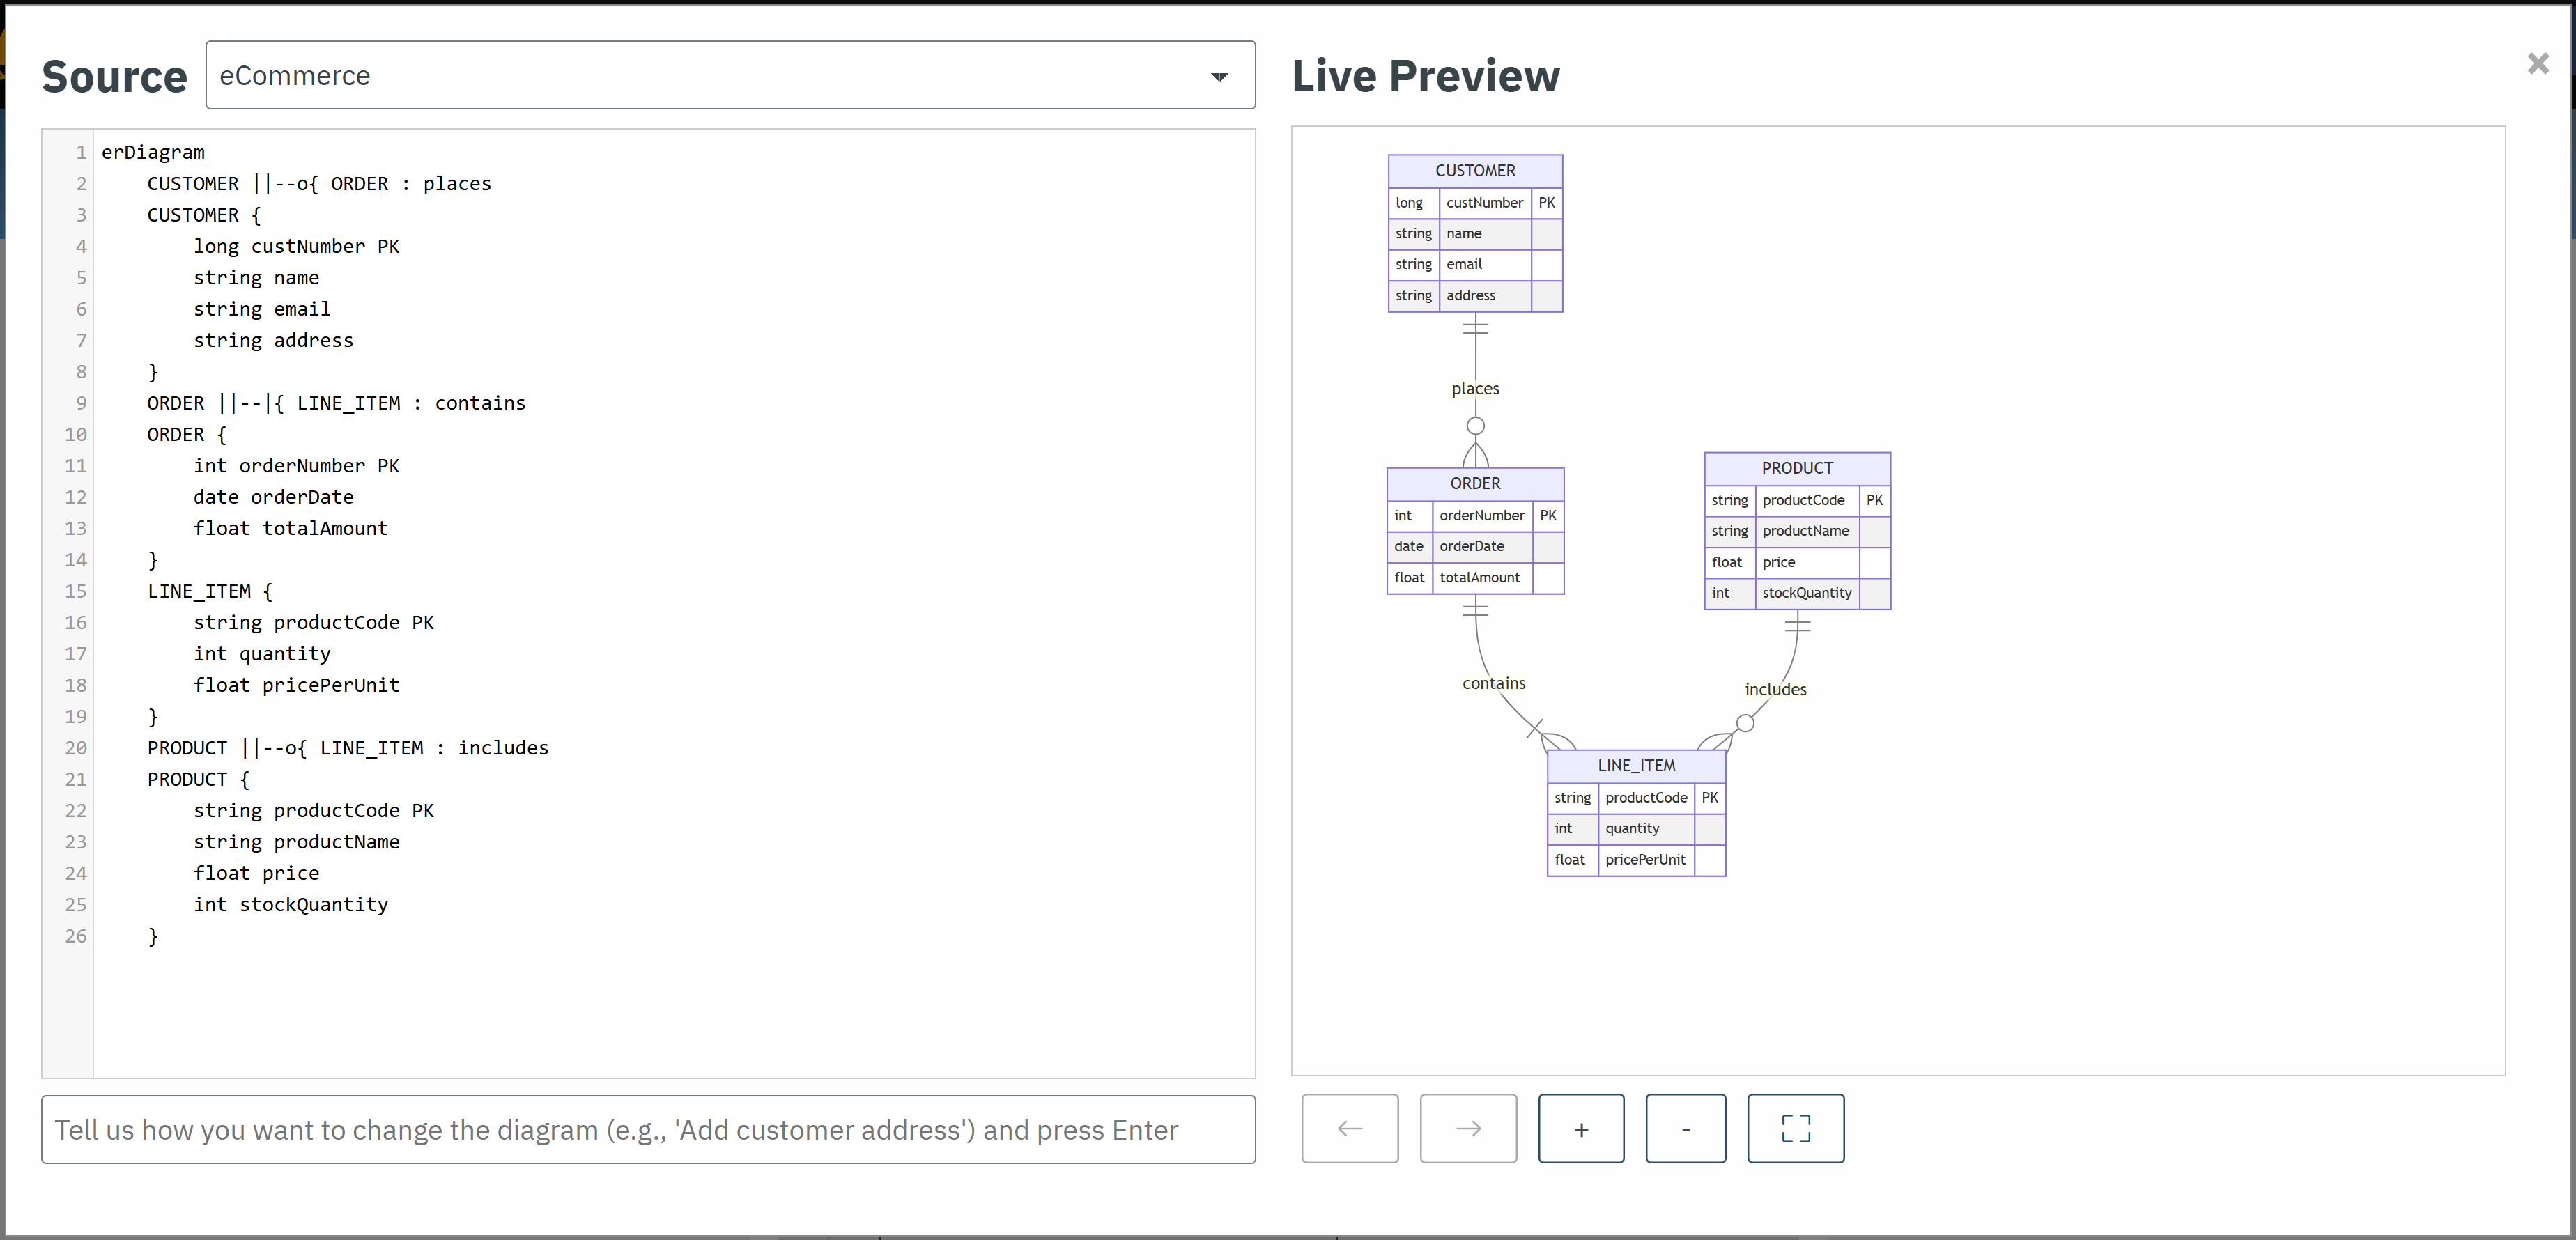 Source
eCommerce
1 erDiagram
2 CUSTOMER ||--o{ ORDER : places
3 CUSTOMER {
4 long custNumber PK
5 string name
6 string email
7 string address
8 }
9 ORDER ||--|{ LINE_ITEM : contains
10 ORDER {
11 int orderNumber PK
12 date orderDate
13 float totalAmount
14 }
15 LINE_ITEM {
16 string productCode PK
17 int quantity
18 float pricePerUnit
19 }
20 PRODUCT ||--o{ LINE_ITEM : includes
21 PRODUCT {
22 string productCode PK
23 string productName
24 float price
25 int stockQuantity
26 }
Tell us how you want to change the diagram (e.g., 'Add customer address') and press Enter
Live Preview
×
CUSTOMER
long custNumber PK
string name
string email
string address
places
ORDER
int orderNumber PK
date orderDate
float totalAmount
PRODUCT
string productCode PK
string productName
float price
int stockQuantity
contains
includes
LINE_ITEM
string productCode PK
int quantity
float pricePerUnit
← → + -